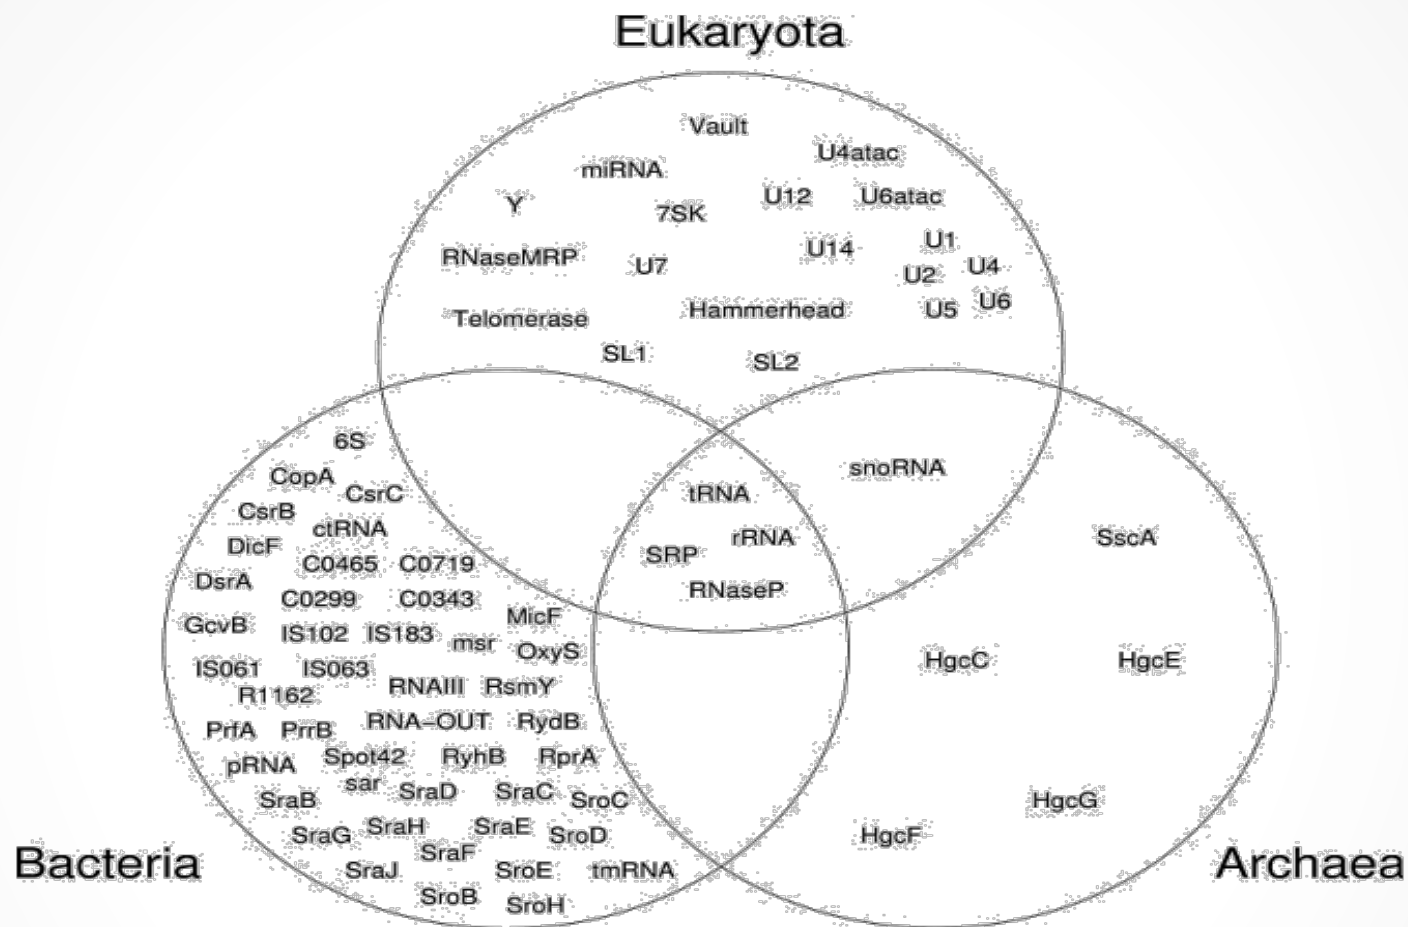 Eukaryota
Vault
U4atac
miRNA
U12
U6atac
Y
7SK
U1
U14
RNaseMRP
U7
U4
U2
U6
Hammerhead
U5
Telomerase
SL1
SL2
6S
snoRNA
CopA
CsrC
tRNA
CsrB
ctRNA
rRNA
SscA
DicF
SRP
C0465
C0719
DsrA
RNaseP
C0299
C0343
MicF
GcvB
IS102
IS183
msr
OxyS
HgcC
HgcE
IS061
IS063
RNAIII
RsmY
R1162
RNA-OUT
RydB
PrfA
PrrB
Spot42
RyhB
RprA
pRNA
sar
SraD
SraC
SroC
SraB
HgcG
SraH
SraE
SroD
SraG
HgcF
SraF
Bacteria
Archaea
SraJ
SroE
tmRNA
SroB
SroH